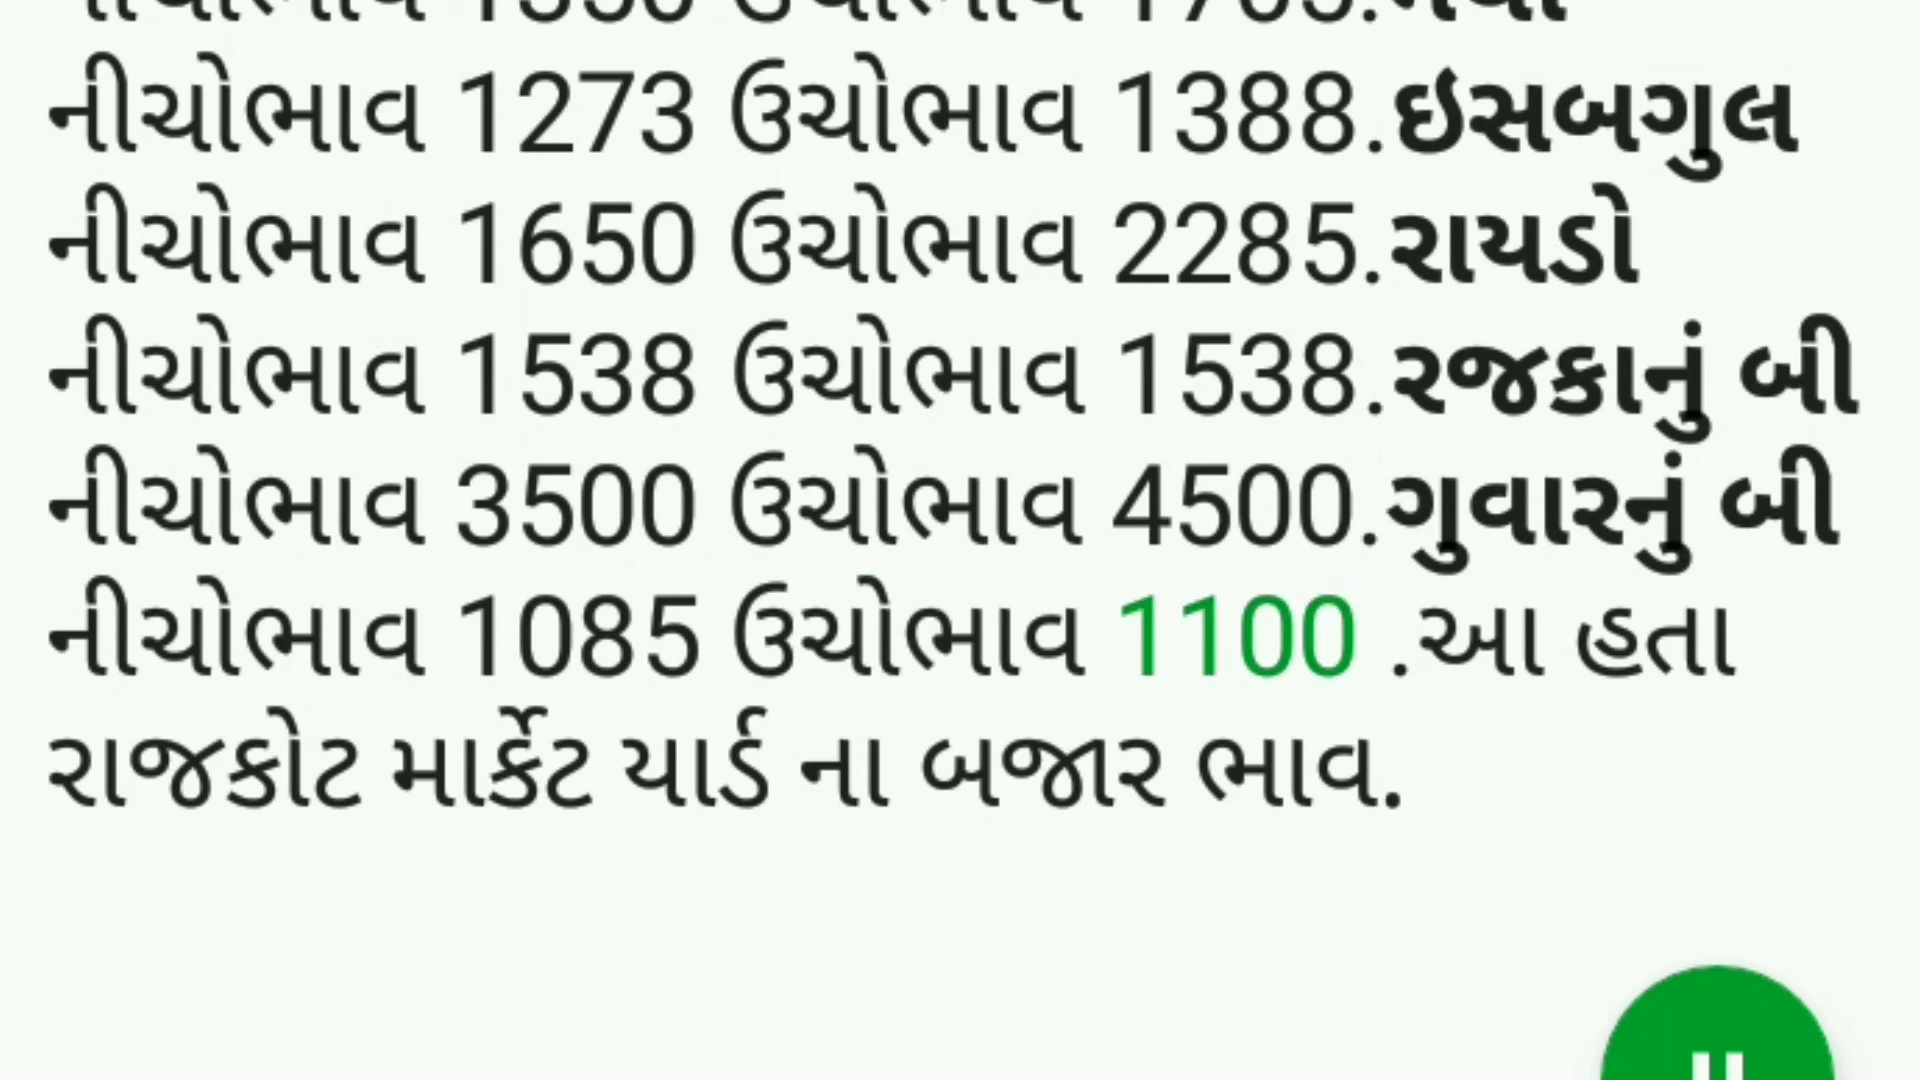 નીચોભાવ 1273 ઉચોભાવ 1388.ઇસબગુલ
નીચોભાવ 1650 ઉચોભાવ 2285.રાયડો
નીચોભાવ 1538 ઉચોભાવ 1538.રજકાનું બી
નીચોભાવ 3500 ઉચોભાવ 4500.ગુવારનું બી
નીચોભાવ 1085 ઉચોભાવ 1100 .આ હતા
રાજકોટ માર્કેટ યાર્ડ ના બજાર ભાવ.